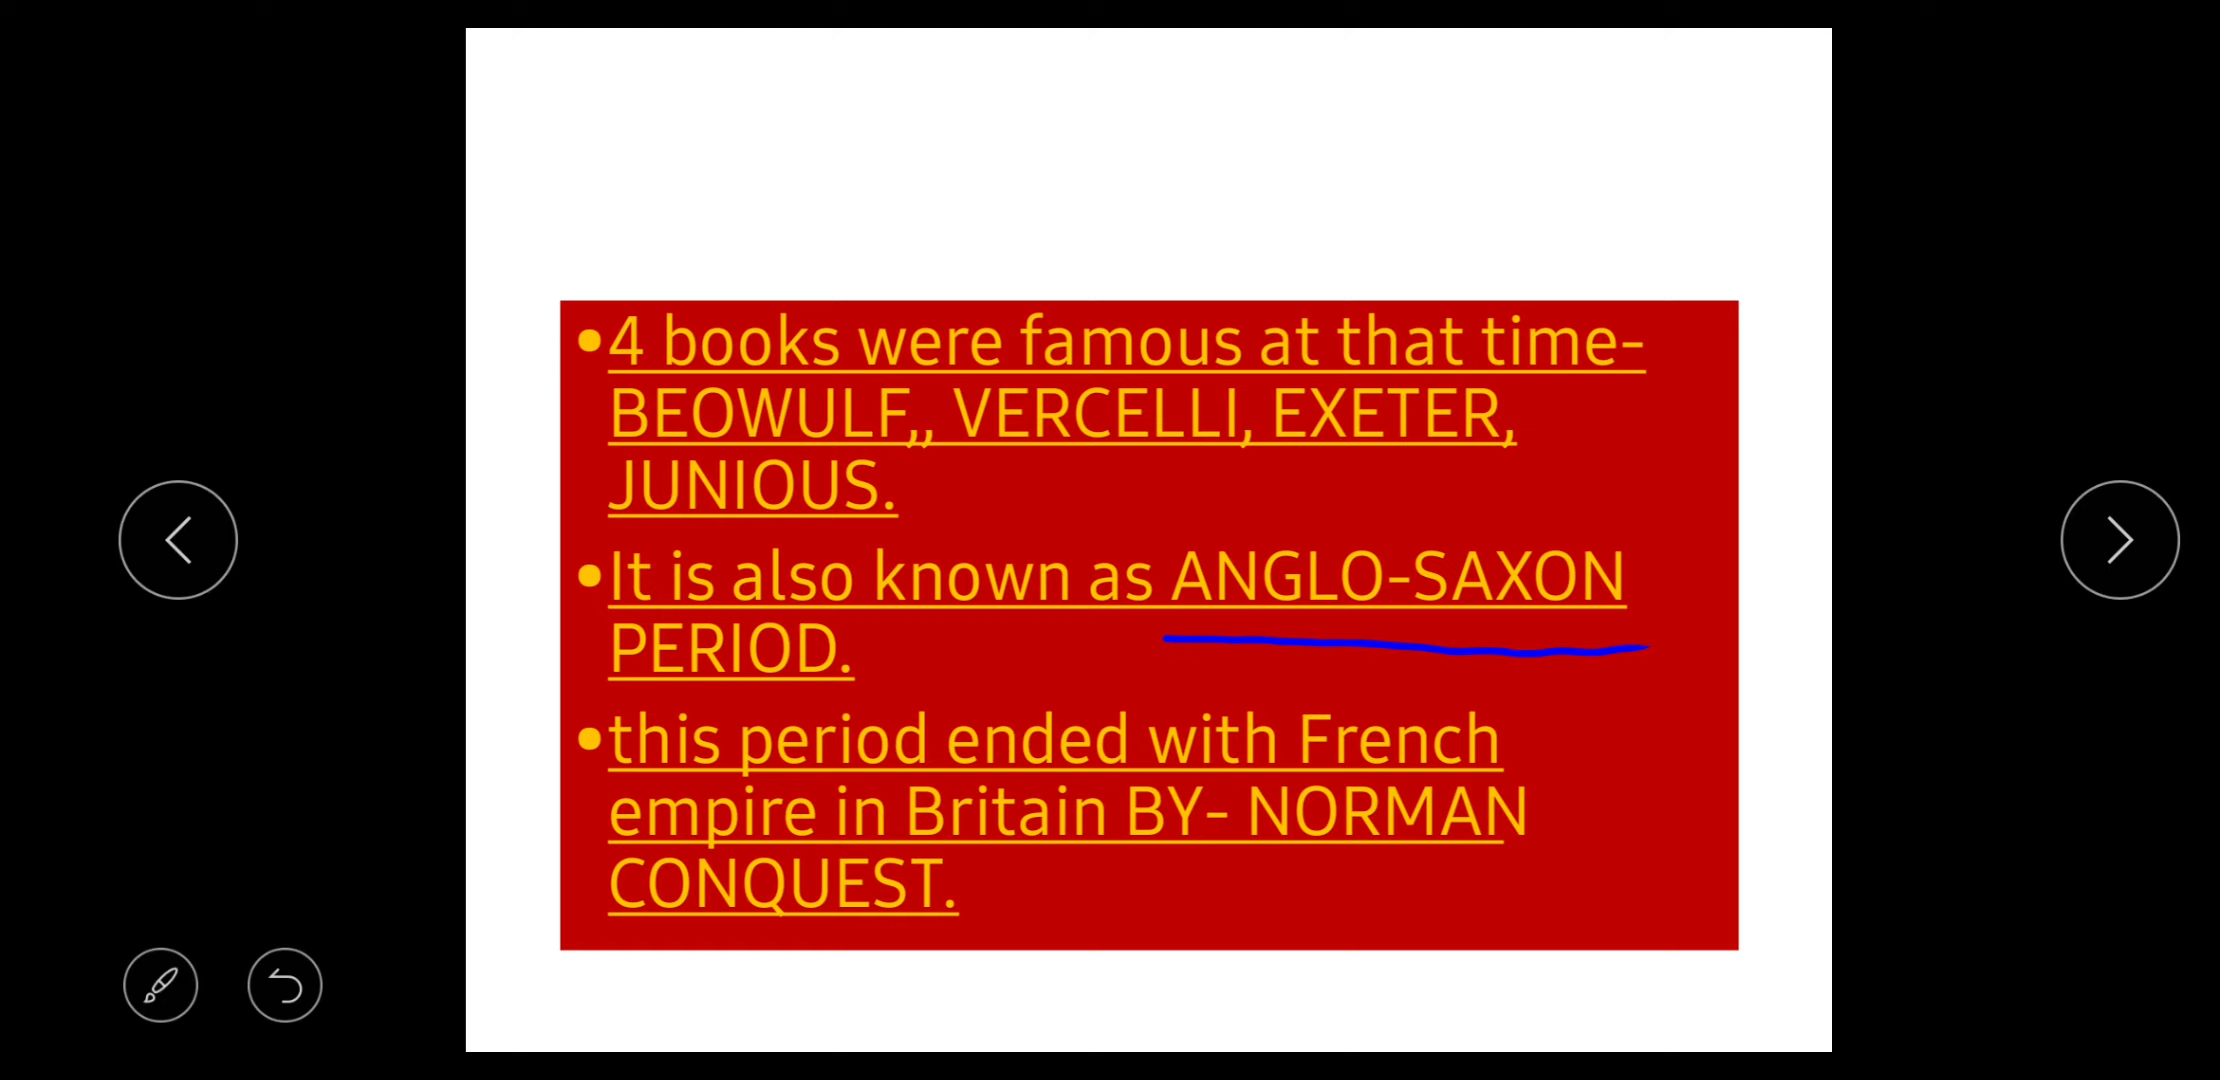 •4 books were famous at that time-
BEOWULF,, VERCELLI, EXETER,
JUNIOUS.
•It is also known as ANGLO-SAXON
PERIOD.
•this period ended with French
empire in Britain BY- NORMAN
CONQUEST.